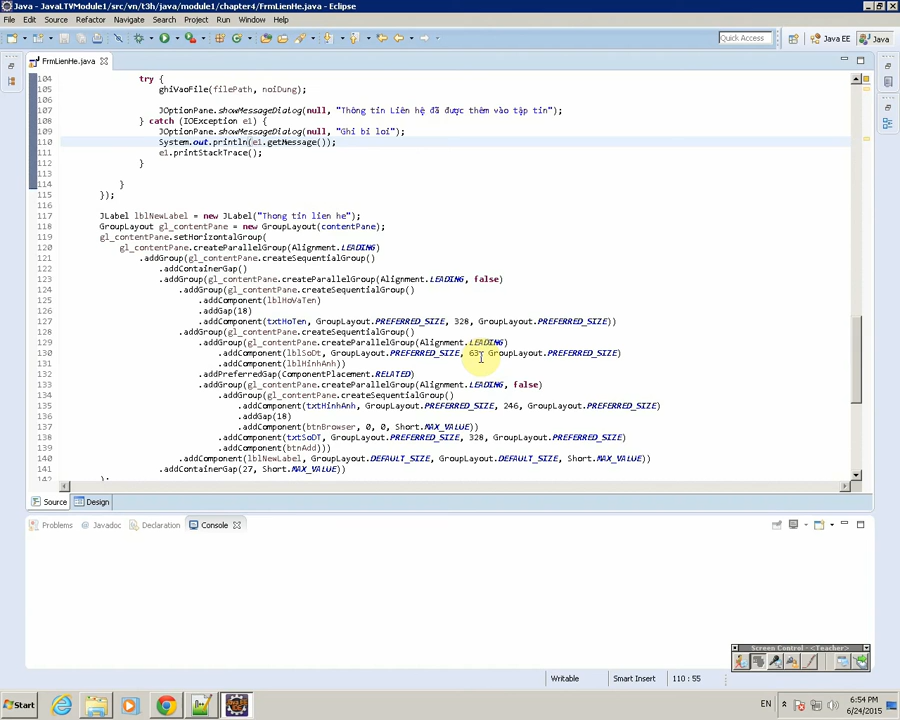 Java - JavaLTVModule1/src/vn/t3h/java/module1/chapter4/FrmLienHe.java - Eclipse
File Edit Source Refactor Navigate Search Project Run Window Help
Quick Access
Java EE
Java
FrmLienHe.java
104 try {
105 ghiVaoFile(filePath, noiDung);
106
107 JOptionPane.showMessageDialog(null, "Thông tin Liên hệ đã được thêm vào tập tin");
108 } catch (IOException e1) {
109 JOptionPane.showMessageDialog(null, "Ghi bi loi");
110 System.out.println(e1.getMessage());
111 e1.printStackTrace();
112 }
113
114 }
115 });
116
117 JLabel lblNewLabel = new JLabel("Thong tin lien he");
118 GroupLayout gl_contentPane = new GroupLayout(contentPane);
119 gl_contentPane.setHorizontalGroup(
120 gl_contentPane.createParallelGroup(Alignment.LEADING)
121 .addGroup(gl_contentPane.createSequentialGroup()
122 .addContainerGap()
123 .addGroup(gl_contentPane.createParallelGroup(Alignment.LEADING, false)
124 .addGroup(gl_contentPane.createSequentialGroup()
125 .addComponent(lblHoVaTen)
126 .addGap(18)
127 .addComponent(txtHoTen, GroupLayout.PREFERRED_SIZE, 328, GroupLayout.PREFERRED_SIZE))
128 .addGroup(gl_contentPane.createSequentialGroup()
129 .addGroup(gl_contentPane.createParallelGroup(Alignment.LEADING)
130 .addComponent(lblSoDt, GroupLayout.PREFERRED_SIZE, 63, GroupLayout.PREFERRED_SIZE)
131 .addComponent(lblHinhAnh))
132 .addPreferredGap(ComponentPlacement.RELATED)
133 .addGroup(gl_contentPane.createParallelGroup(Alignment.LEADING, false)
134 .addGroup(gl_contentPane.createSequentialGroup()
135 .addComponent(txtHinhAnh, GroupLayout.PREFERRED_SIZE, 246, GroupLayout.PREFERRED_SIZE)
136 .addGap(18)
137 .addComponent(btnBrowser, 0, 0, Short.MAX_VALUE))
138 .addComponent(txtSoDT, GroupLayout.PREFERRED_SIZE, 328, GroupLayout.PREFERRED_SIZE)
139 .addComponent(btnAdd)))
140 .addComponent(lblNewLabel, GroupLayout.DEFAULT_SIZE, GroupLayout.DEFAULT_SIZE, Short.MAX_VALUE))
141 .addContainerGap(27, Short.MAX_VALUE))
142 );
Source Design
Problems Javadoc Declaration Console
Screen Control - <Teacher>
Writable Smart Insert 110 : 55
Start
EN
6:54 PM
6/24/2015